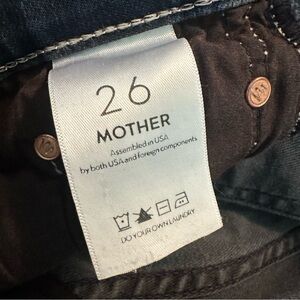 26
MOTHER
Assembled in USA
by both USA and foreign components
DO YOUR OWN LAUNDRY